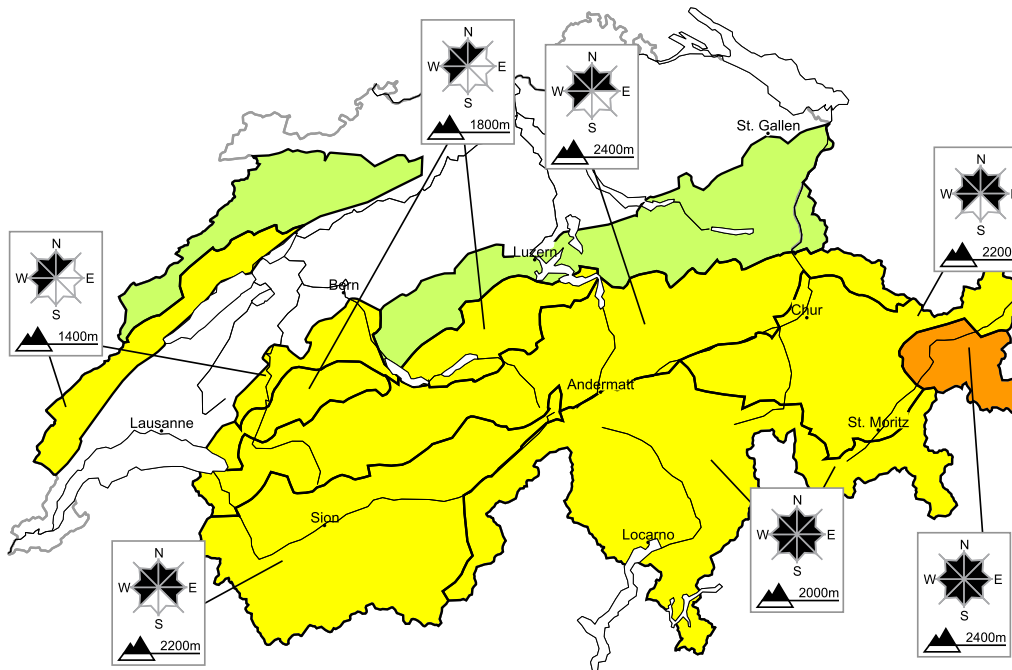 N
W E
S
1800m
N
W E
S
2400m
St. Gallen
N
W
S
2200
N
W E
S
1400m
Luzern
Bern
Chur
Andermatt
Lausanne
St. Moritz
Sion
Locarno
N
W E
S
2200m
N
W E
S
2000m
N
W E
S
2400m